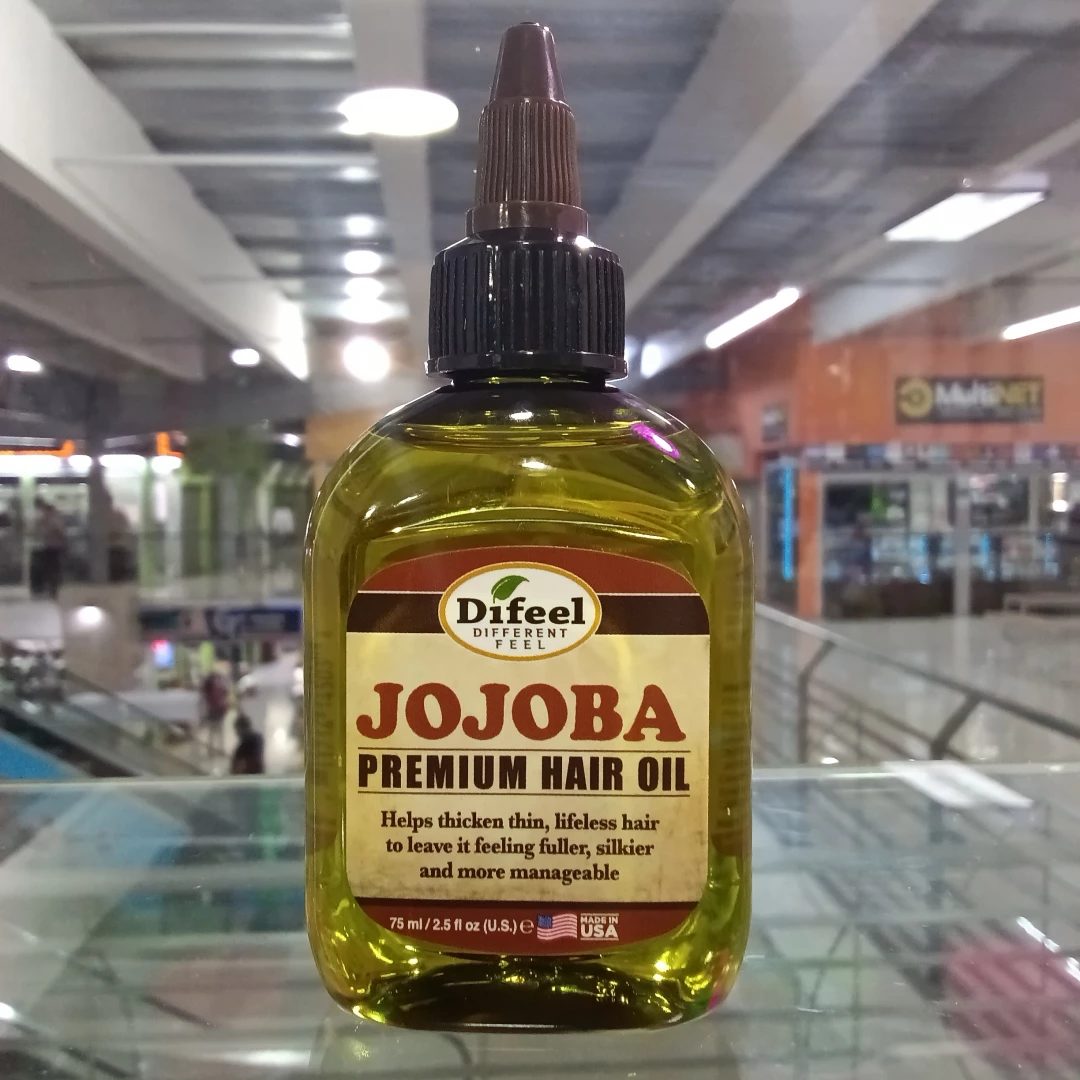 MultiNET
Difeel
DIFFERENT
FEEL
JOJOBA
PREMIUM HAIR OIL
Helps thicken thin, lifeless hair
to leave it feeling fuller, silkier
and more manageable
75 ml / 2.5 fl oz (U.S.) ℮ MADE IN
USA